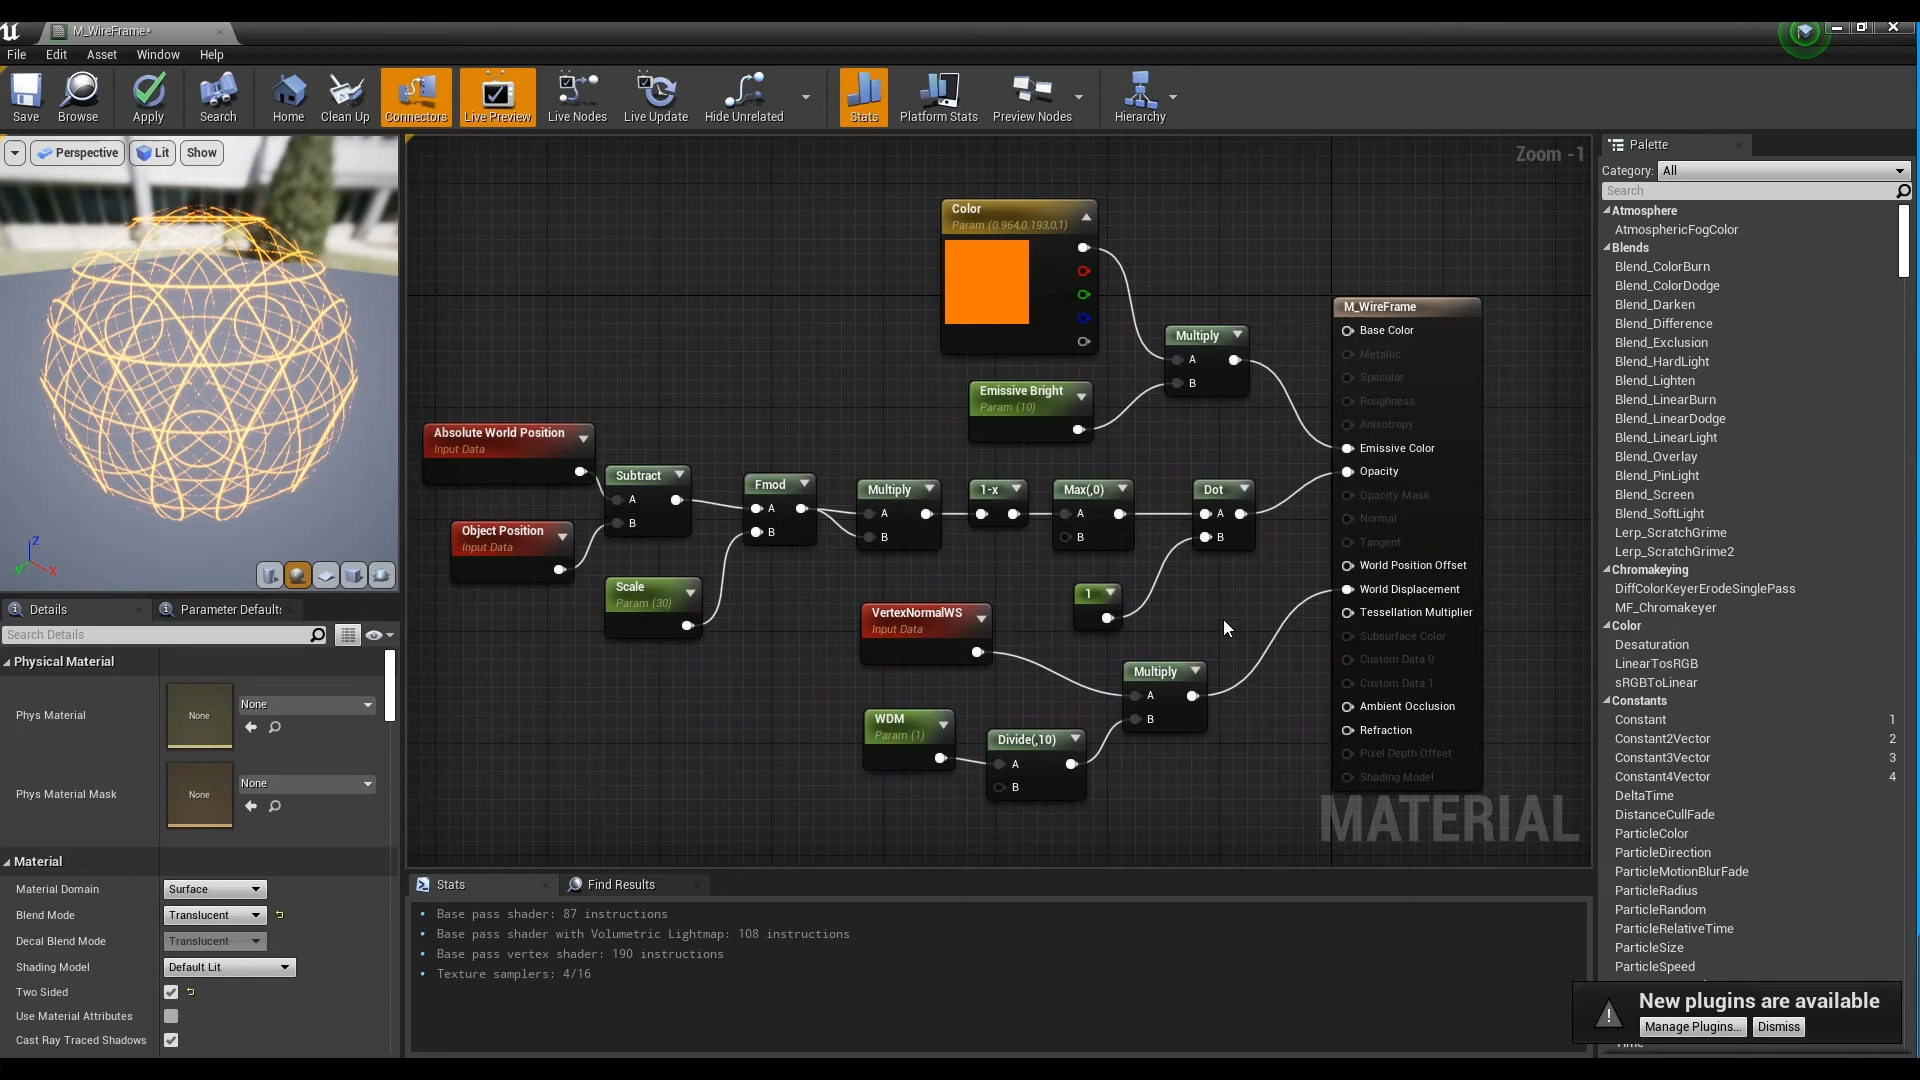 M_WireFrame*
File Edit Asset Window Help
Save Browse Apply Search Home Clean Up Connectors Live Preview Live Nodes Live Update Hide Unrelated Stats Platform Stats Preview Nodes Hierarchy
Perspective Lit Show
Zoom -1
Color
Param (0.964,0.193,0,1)
Multiply
A
B
Emissive Bright
Param (10)
Absolute World Position
Input Data
Object Position
Input Data
Subtract
A
B
Scale
Param (30)
Fmod
A
B
Multiply
A
B
1-x
Max(,0)
A
B
Dot
A
B
1
VertexNormalWS
Input Data
WDM
Param (1)
Divide(,10)
A
B
Multiply
A
B
M_WireFrame
Base Color
Metallic
Specular
Roughness
Anisotropy
Emissive Color
Opacity
Opacity Mask
Normal
Tangent
World Position Offset
World Displacement
Tessellation Multiplier
Subsurface Color
Custom Data 0
Custom Data 1
Ambient Occlusion
Refraction
Pixel Depth Offset
Shading Model
MATERIAL
Z
X
Details
Parameter Default
Search Details
Physical Material
Phys Material
None
None
Phys Material Mask
None
None
Material
Material Domain Surface
Blend Mode Translucent
Decal Blend Mode Translucent
Shading Model Default Lit
Two Sided
Use Material Attributes
Cast Ray Traced Shadows
Stats
Find Results
Base pass shader: 87 instructions
Base pass shader with Volumetric Lightmap: 108 instructions
Base pass vertex shader: 190 instructions
Texture samplers: 4/16
Palette
Category: All
Search
Atmosphere
AtmosphericFogColor
Blends
Blend_ColorBurn
Blend_ColorDodge
Blend_Darken
Blend_Difference
Blend_Exclusion
Blend_HardLight
Blend_Lighten
Blend_LinearBurn
Blend_LinearDodge
Blend_LinearLight
Blend_Overlay
Blend_PinLight
Blend_Screen
Blend_SoftLight
Lerp_ScratchGrime
Lerp_ScratchGrime2
Chromakeying
DiffColorKeyerErodeSinglePass
MF_Chromakeyer
Color
Desaturation
LinearTosRGB
sRGBToLinear
Constants
Constant 1
Constant2Vector 2
Constant3Vector 3
Constant4Vector 4
DeltaTime
DistanceCullFade
ParticleColor
ParticleDirection
ParticleMotionBlurFade
ParticleRadius
ParticleRandom
ParticleRelativeTime
ParticleSize
ParticleSpeed
New plugins are available
Manage Plugins... Dismiss